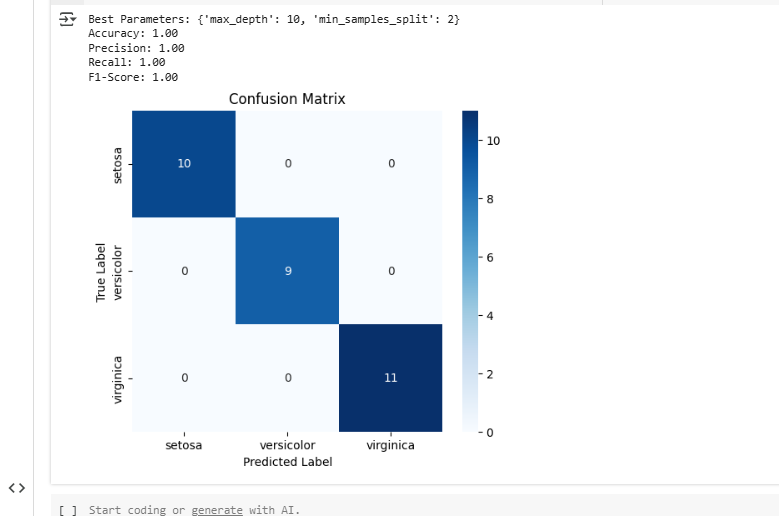 Best Parameters: {'max_depth': 10, 'min_samples_split': 2}
Accuracy: 1.00
Precision: 1.00
Recall: 1.00
F1-Score: 1.00
Confusion Matrix
setosa
10 0 0
versicolor
0 9 0
virginica
0 0 11
True Label
setosa versicolor virginica
Predicted Label
10
8
6
4
2
0
<>
[ ] Start coding or generate with AI.